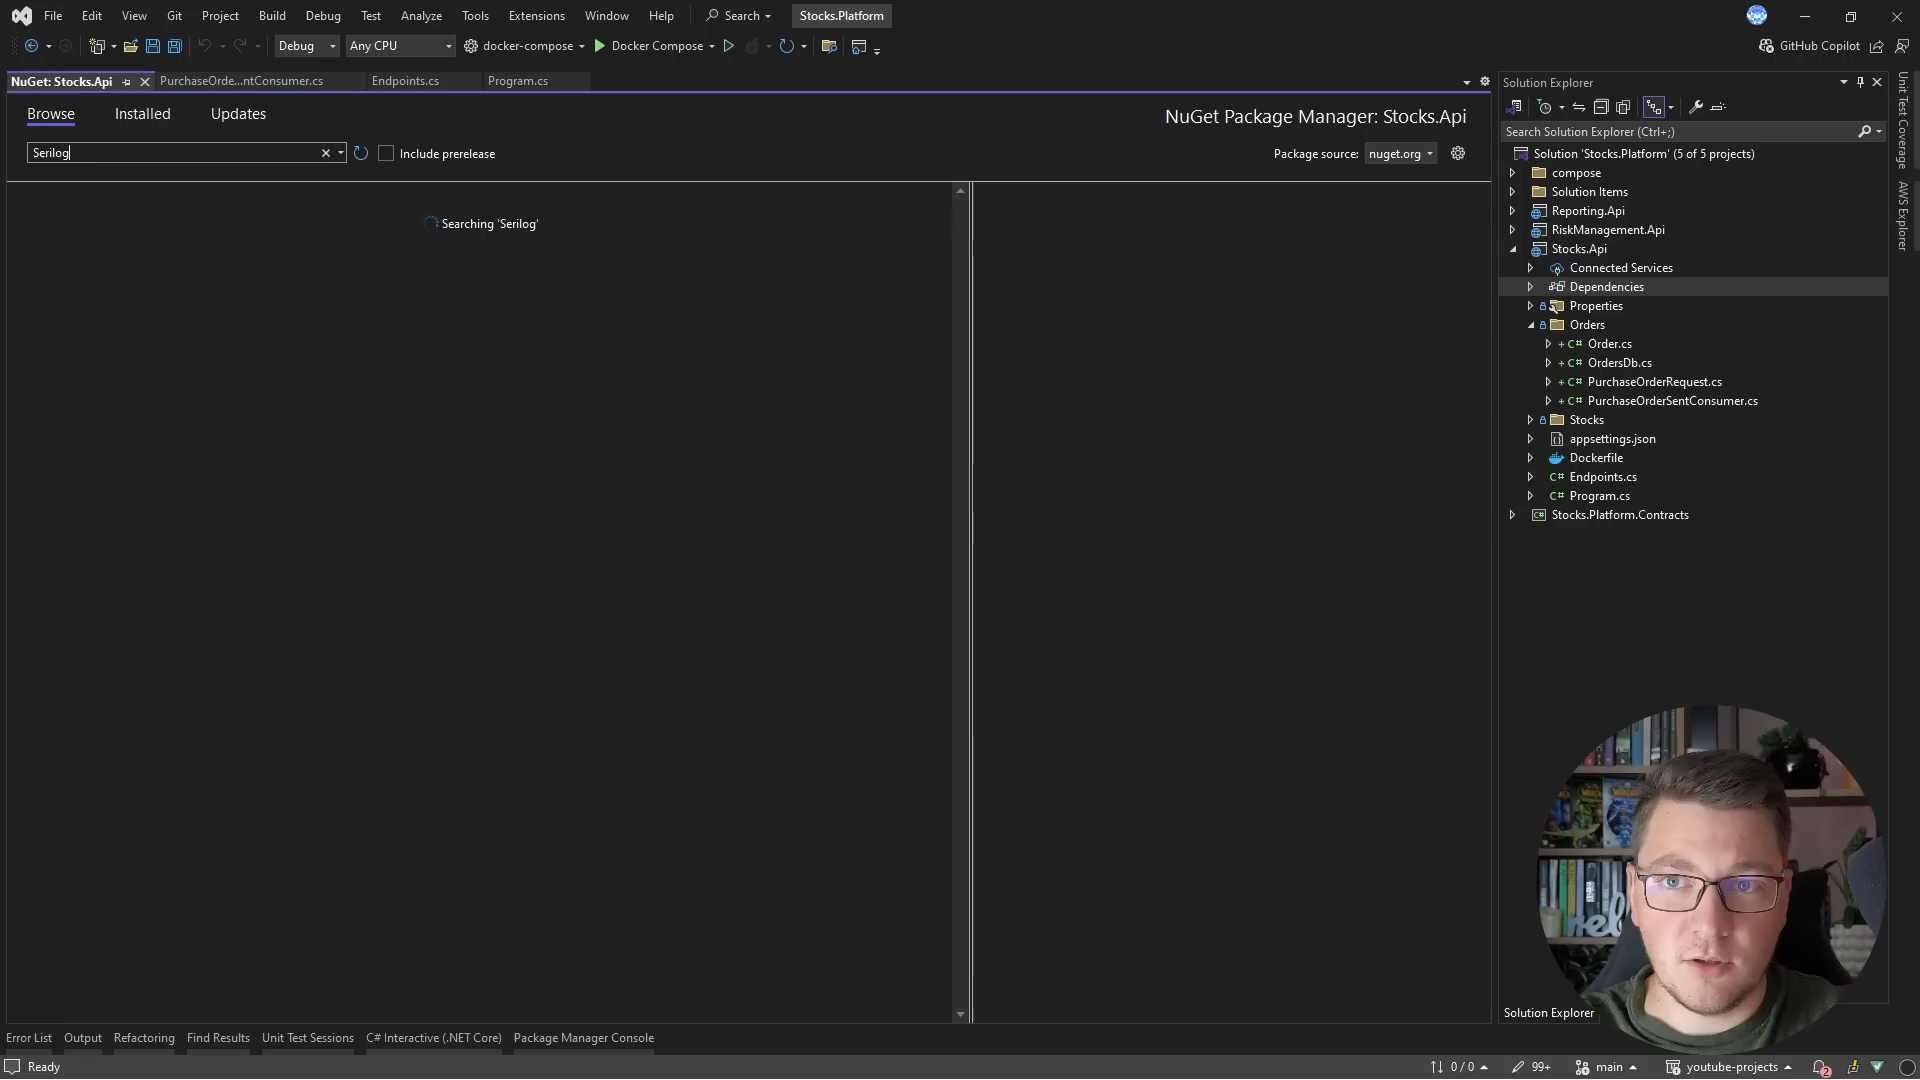 File Edit View Git Project Build Debug Test Analyze Tools Extensions Window Help Search Stocks.Platform
Debug Any CPU docker-compose Docker Compose GitHub Copilot
NuGet: Stocks.Api PurchaseOrde...ntConsumer.cs Endpoints.cs Program.cs
Browse Installed Updates
NuGet Package Manager: Stocks.Api
Serilog
Include prerelease
Package source: nuget.org
Searching 'Serilog'
Solution Explorer
Search Solution Explorer (Ctrl+;)
Solution 'Stocks.Platform' (5 of 5 projects)
compose
Solution Items
Reporting.Api
RiskManagement.Api
Stocks.Api
Connected Services
Dependencies
Properties
Orders
C# Order.cs
C# OrdersDb.cs
C# PurchaseOrderRequest.cs
C# PurchaseOrderSentConsumer.cs
Stocks
appsettings.json
Dockerfile
C# Endpoints.cs
C# Program.cs
C# Stocks.Platform.Contracts
Unit Test Coverage
AWS Explorer
Solution Explorer
Error List Output Refactoring Find Results Unit Test Sessions C# Interactive (.NET Core) Package Manager Console
Ready
0 / 0 99+ main youtube-projects 2